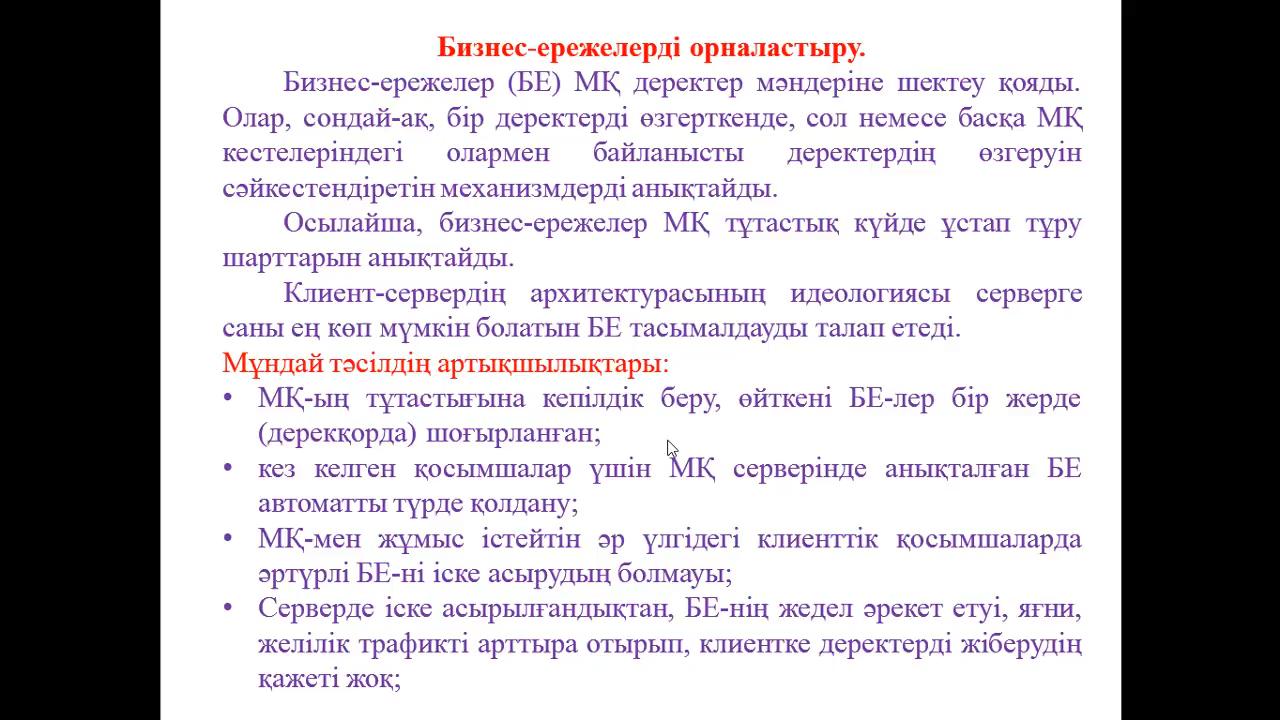 Бизнес-ережелерді орналастыру.
Бизнес-ережелер (БЕ) МҚ деректер мәндеріне шектеу қояды.
Олар, сондай-ақ, бір деректерді өзгерткенде, сол немесе басқа МҚ
кестелеріндегі олармен байланысты деректердің өзгеруін
сәйкестендіретін механизмдерді анықтайды.
Осылайша, бизнес-ережелер МҚ тұтастық күйде ұстап тұру
шарттарын анықтайды.
Клиент-сервердің архитектурасының идеологиясы серверге
саны ең көп мүмкін болатын БЕ тасымалдауды талап етеді.
Мұндай тәсілдің артықшылықтары:
• МҚ-ың тұтастығына кепілдік беру, өйткені БЕ-лер бір жерде
(дерекқорда) шоғырланған;
• кез келген қосымшалар үшін МҚ серверінде анықталған БЕ
автоматты түрде қолдану;
• МҚ-мен жұмыс істейтін әр үлгідегі клиенттік қосымшаларда
әртүрлі БЕ-ні іске асырудың болмауы;
• Серверде іске асырылғандықтан, БЕ-нің жедел әрекет етуі, яғни,
желілік трафикті арттыра отырып, клиентке деректерді жіберудің
қажеті жоқ;